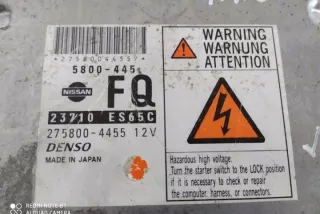 *2758004455*
5800-445
NISSAN
FQ
23710 ES65C
275800-4455 12V
DENSO
MADE IN JAPAN
WARNING
WARNUNG
ATTENTION
Hazardous high voltage.
Turn the starter switch to the LOCK position
if it is necessary to check or repair
the computer, harness, or injector.
REDMI NOTE 8T
AI QUAD CAMERA